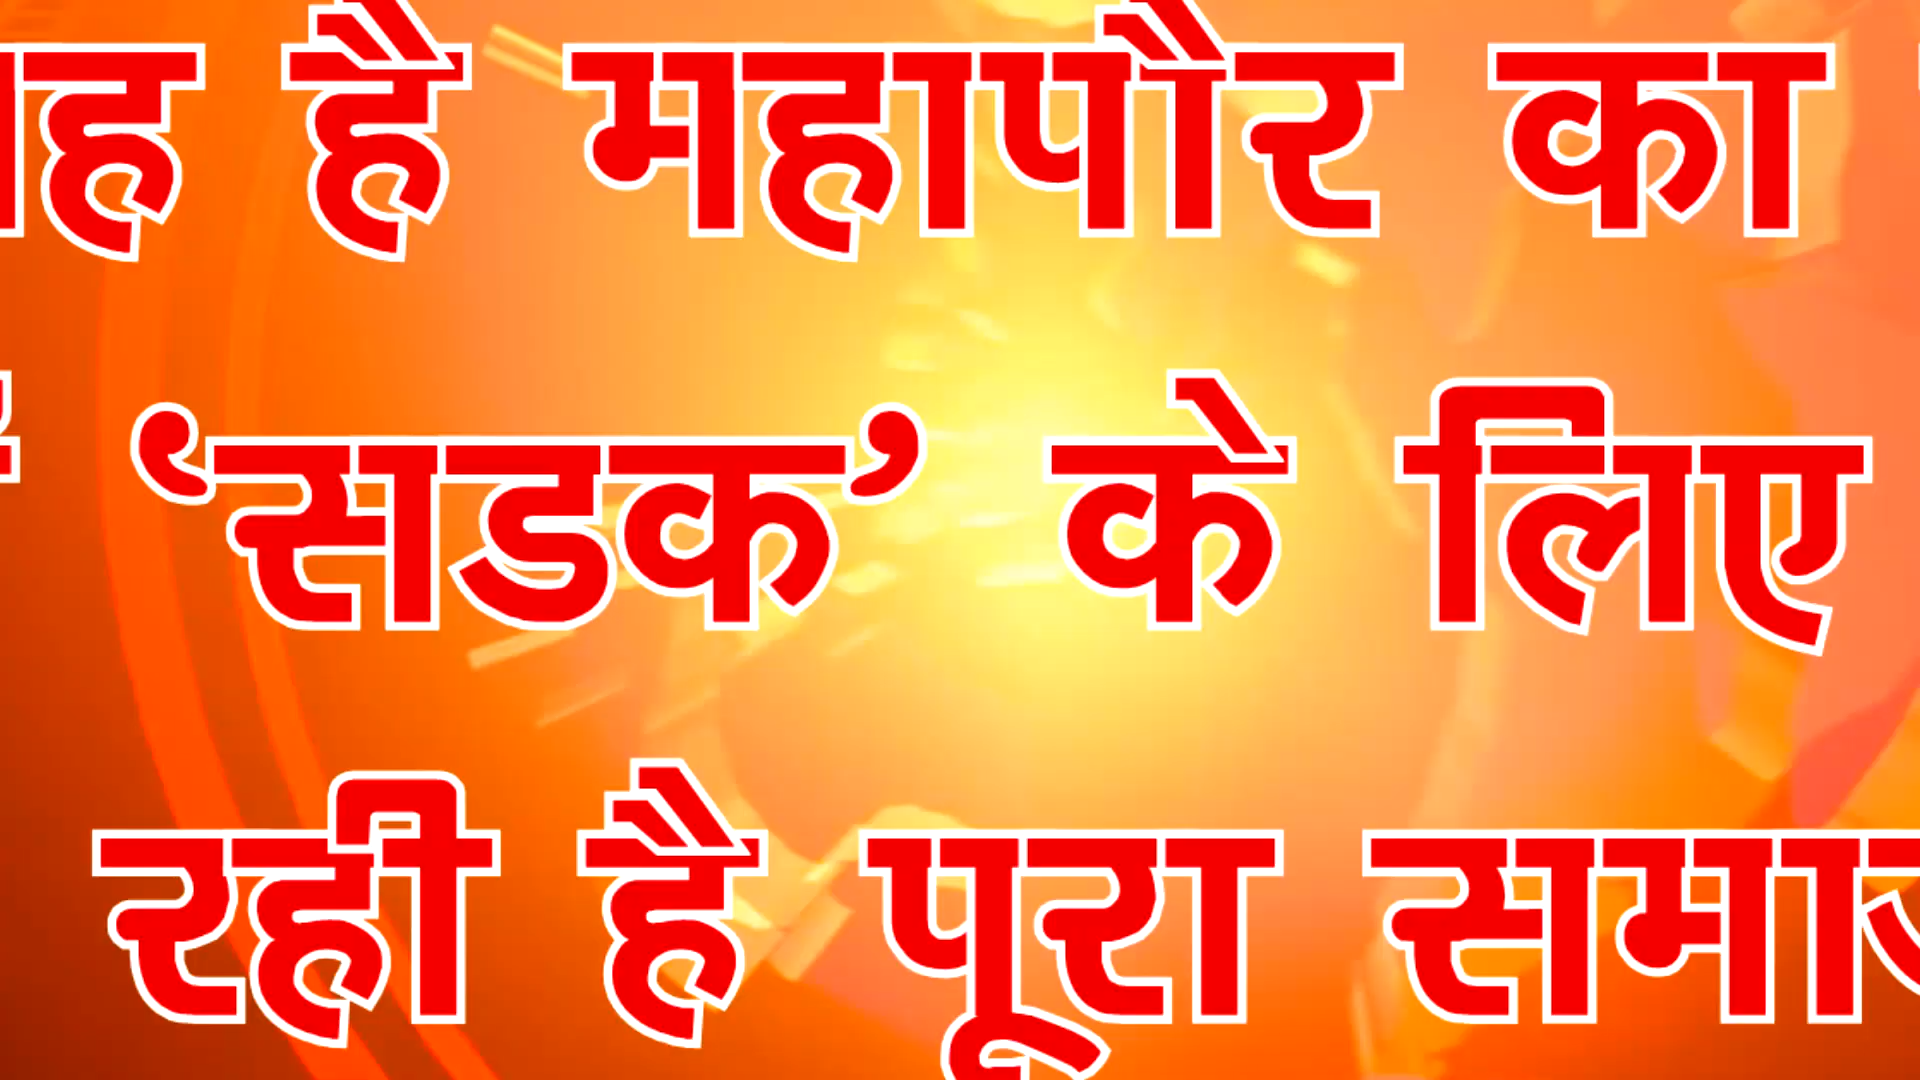 है महापौर का
‘सडक’ के लिए
रही है पूरा